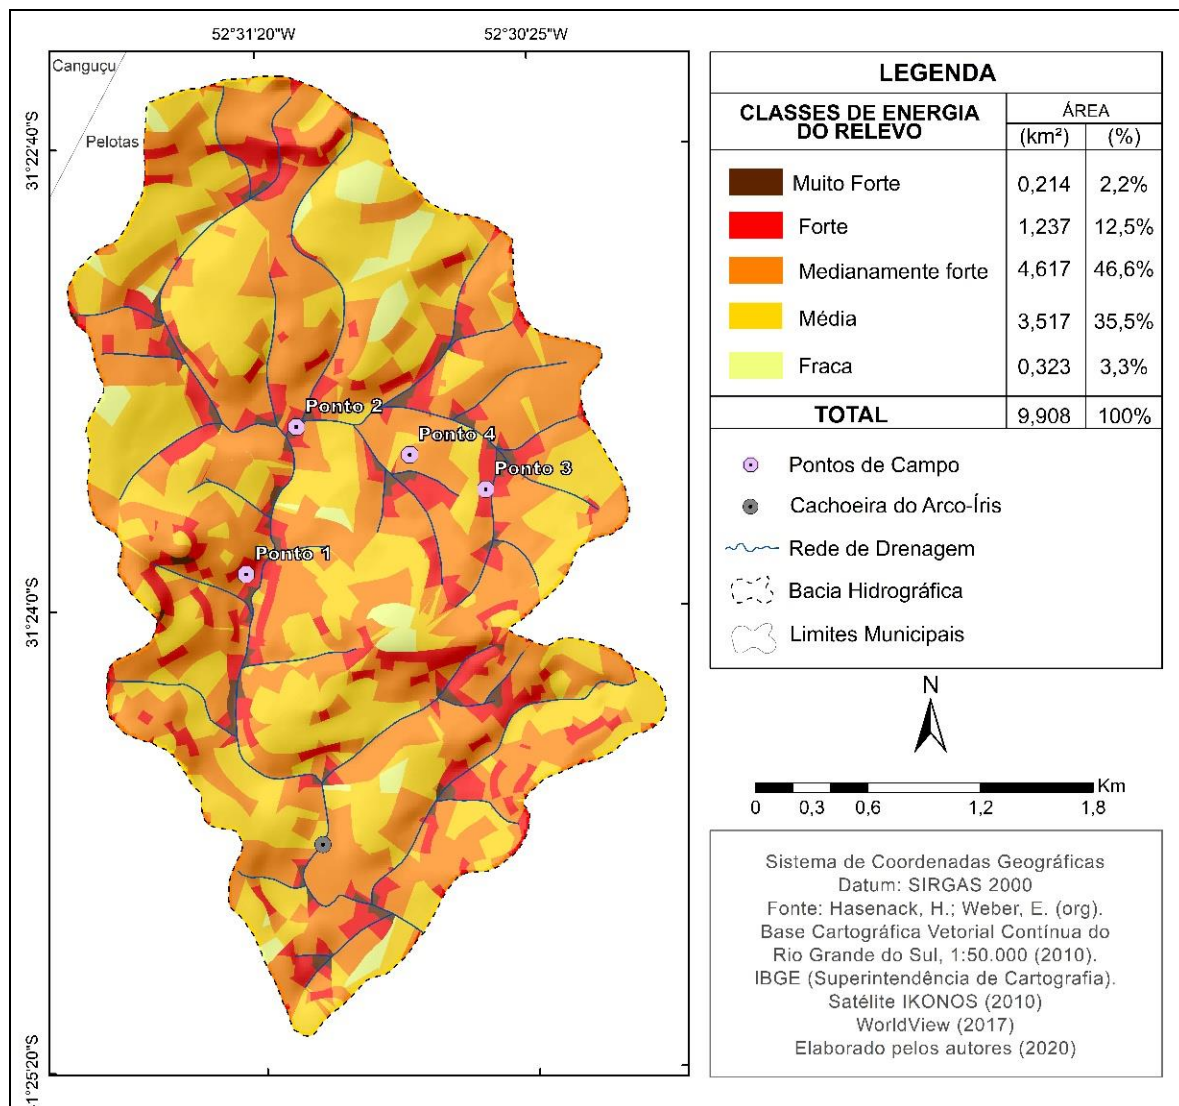 52°31'20"W
52°30'25"W
Canguçu
Pelotas
31°22'40"S
31°24'0"S
31°25'20"S
Ponto 2
Ponto 4
Ponto 3
Ponto 1
LEGENDA
CLASSES DE ENERGIA
DO RELEVO
ÁREA
(km²) (%)
Muito Forte 0,214 2,2%
Forte 1,237 12,5%
Medianamente forte 4,617 46,6%
Média 3,517 35,5%
Fraca 0,323 3,3%
TOTAL 9,908 100%
Pontos de Campo
Cachoeira do Arco-Íris
Rede de Drenagem
Bacia Hidrográfica
Limites Municipais
N
Km
0 0,3 0,6 1,2 1,8
Sistema de Coordenadas Geográficas
Datum: SIRGAS 2000
Fonte: Hasenack, H.; Weber, E. (org).
Base Cartográfica Vetorial Contínua do
Rio Grande do Sul, 1:50.000 (2010).
IBGE (Superintendência de Cartografia).
Satélite IKONOS (2010)
WorldView (2017)
Elaborado pelos autores (2020)